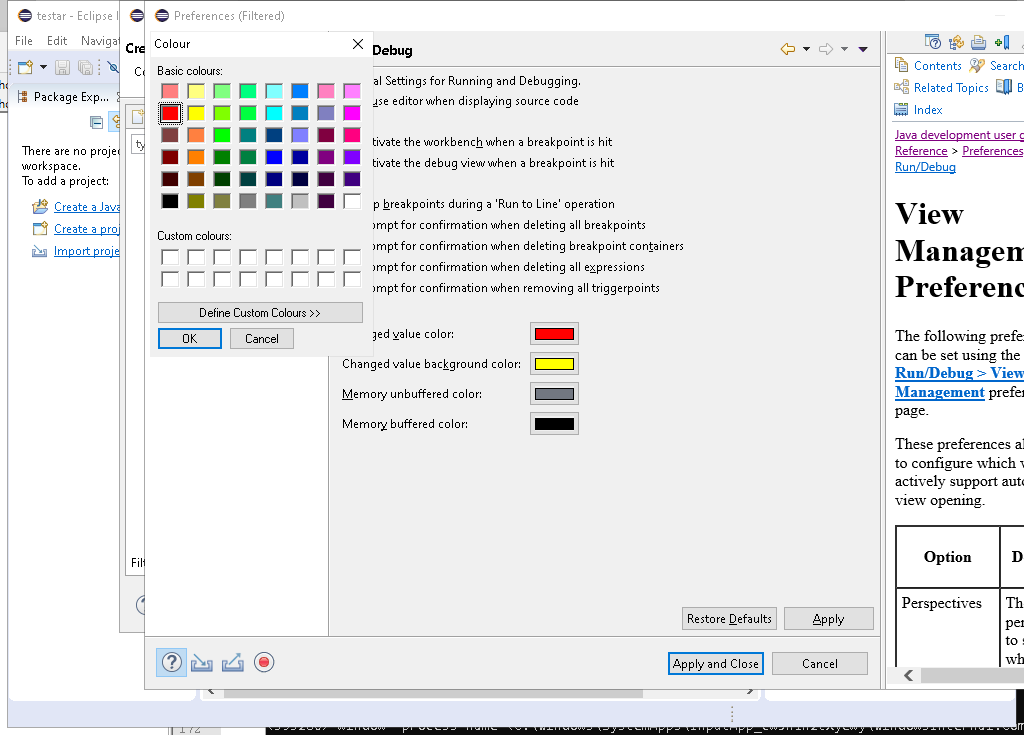 testar - Eclipse I
Preferences (Filtered)
File Edit Navigat
Package Exp...
There are no proje
workspace.
To add a project:
Create a Java
Create a proj
Import proje
Cre
Co
ty
Filt
Colour
Basic colours:
Custom colours:
Define Custom Colours >>
OK Cancel
Debug
al Settings for Running and Debugging.
use editor when displaying source code
tivate the workbench when a breakpoint is hit
tivate the debug view when a breakpoint is hit
p breakpoints during a 'Run to Line' operation
ompt for confirmation when deleting all breakpoints
ompt for confirmation when deleting breakpoint containers
ompt for confirmation when deleting all expressions
ompt for confirmation when removing all triggerpoints
ged value color:
Changed value background color:
Memory unbuffered color:
Memory buffered color:
Restore Defaults Apply
Apply and Close Cancel
Contents Search
Related Topics B
Index
Java development user g
Reference > Preferences
Run/Debug
View
Managem
Preferenc
The following prefer
can be set using the
Run/Debug > View
Management prefer
page.
These preferences al
to configure which v
actively support auto
view opening.
Option D
Perspectives Th
per
to s
wh
172